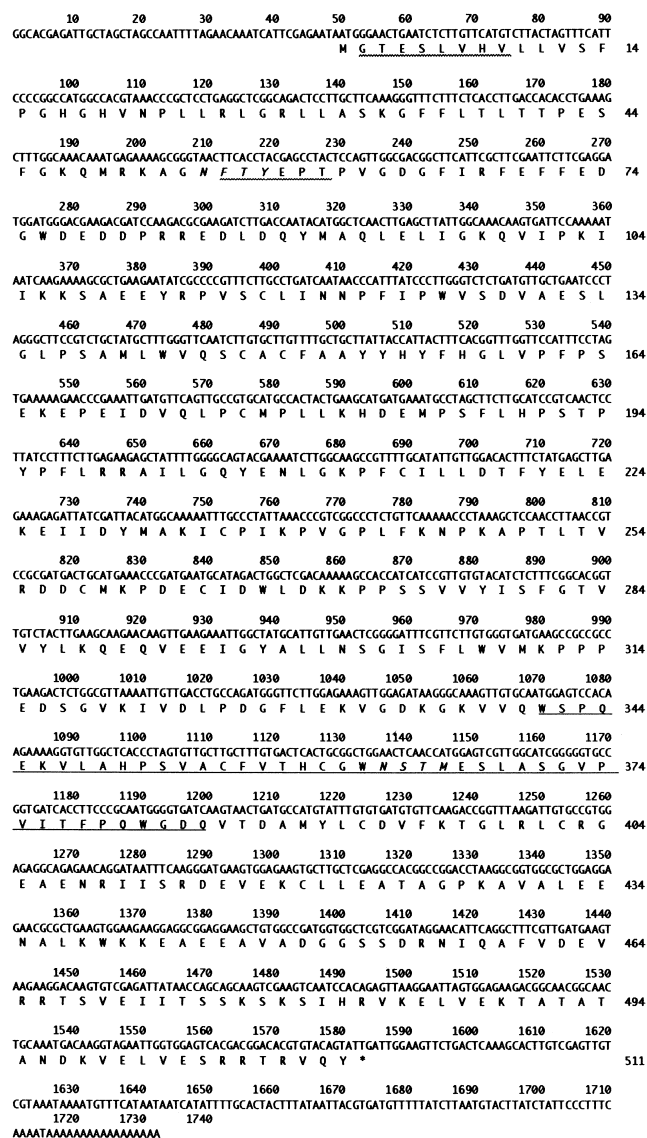 10 20 30 40 50 60 70 80 90
GGCACGAGATTGCTAGCTAGCCAATTTTAGAACAAATCATTCGAGAATAATGGGAACTGAATCTCTTGTTCATGTCTTACTAGTTTCATT
M G T E S L V H V L L V S F 14
100 110 120 130 140 150 160 170 180
CCCCGGCCATGGCCACGTAAACCCGCTCCTGAGGCTCGGCAGACTCCTTGCTTCAAAGGGTTTCTTTCTCACCTTGACCACACCTGAAAG
P G H G H V N P L L R L G R L L A S K G F F L T L T T P E S 44
190 200 210 220 230 240 250 260 270
CTTTGGCAAACAAATGAGAAAAGCGGGTAACTTCACCTACGAGCCTACTCCAGTTGGCGACGGCTTCATTCGCTTCGAATTCTTCGAGGA
F G K Q M R K A G N F T Y E P T P V G D G F I R F E F F E D 74
280 290 300 310 320 330 340 350 360
TGGATGGGACGAAGACGATCCAAGACGCGAAGATCTTGACCAATACATGGCTCAACTTGAGCTTATTGGCAAACAAGTGATTCCAAAAAT
G W D E D D P R R E D L D Q Y M A Q L E L I G K Q V I P K I 104
370 380 390 400 410 420 430 440 450
AATCAAGAAAAGCGCTGAAGAATATCGCCCCGTTTCTTGCCTGATCAATAACCCATTTATCCCTTGGGTCTCTGATGTTGCTGAATCCCT
I K K S A E E Y R P V S C L I N N P F I P W V S D V A E S L 134
460 470 480 490 500 510 520 530 540
AGGGCTTCCGTCTGCTATGCTTTGGGTTCAATCTTGTGCTTGTTTTGCTGCTTATTACCATTACTTTCACGGTTTGGTTCCATTTCCTAG
G L P S A M L W V Q S C A C F A A Y Y H Y F H G L V P F P S 164
550 560 570 580 590 600 610 620 630
TGAAAAAGAACCCGAAATTGATGTTCAGTTGCCGTGCATGCCACTACTGAAGCATGATGAAATGCCTAGCTTCTTGCATCCGTCAACTCC
E K E P E I D V Q L P C M P L L K H D E M P S F L H P S T P 194
640 650 660 670 680 690 700 710 720
TTATCCTTTCTTGAGAAGAGCTATTTTGGGGCAGTACGAAAATCTTGGCAAGCCGTTTTGCATATTGTTGGACACTTTCTATGAGCTTGA
Y P F L R R A I L G Q Y E N L G K P F C I L L D T F Y E L E 224
730 740 750 760 770 780 790 800 810
GAAAGAGATTATCGATTACATGGCAAAAATTTGCCCTATTAAACCCGTCGGCCCTCTGTTCAAAAACCCTAAAGCTCCAACCTTAACCGT
K E I I D Y M A K I C P I K P V G P L F K N P K A P T L T V 254
820 830 840 850 860 870 880 890 900
CCGCGATGACTGCATGAAACCCGATGAATGCATAGACTGGCTCGACAAAAAGCCACCATCATCCGTTGTGTACATCTCTTTCGGCACGGT
R D D C M K P D E C I D W L D K K P P S S V V Y I S F G T V 284
910 920 930 940 950 960 970 980 990
TGTCTACTTGAAGCAAGAACAAGTTGAAGAAATTGGCTATGCATTGTTGAACTCGGGGATTTCGTTCTTGTGGGTGATGAAGCCGCCGCC
V Y L K Q E Q V E E I G Y A L L N S G I S F L W V M K P P P 314
1000 1010 1020 1030 1040 1050 1060 1070 1080
TGAAGACTCTGGCGTTAAAATTGTTGACCTGCCAGATGGGTTCTTGGAGAAAGTTGGAGATAAGGGCAAAGTTGTGCAATGGAGTCCACA
E D S G V K I V D L P D G F L E K V G D K G K V V Q W S P Q 344
1090 1100 1110 1120 1130 1140 1150 1160 1170
AGAAAAGGTGTTGGCTCACCCTAGTGTTGCTTGCTTTGTGACTCACTGCGGCTGGAACTCAACCATGGAGTCGTTGGCATCGGGGGTGCC
E K V L A H P S V A C F V T H C G W N S T M E S L A S G V P 374
1180 1190 1200 1210 1220 1230 1240 1250 1260
GGTGATCACCTTCCCGCAATGGGGTGATCAAGTAACTGATGCCATGTATTTGTGTGATGTGTTCAAGACCGGTTTAAGATTGTGCCGTGG
V I T F P Q W G D Q V T D A M Y L C D V F K T G L R L C R G 404
1270 1280 1290 1300 1310 1320 1330 1340 1350
AGAGGCAGAGAACAGGATAATTTCAAGGGATGAAGTGGAGAAGTGCTTGCTCGAGGCCACGGCCGGACCTAAGGCGGTGGCGCTGGAGGA
E A E N R I I S R D E V E K C L L E A T A G P K A V A L E E 434
1360 1370 1380 1390 1400 1410 1420 1430 1440
GAACGCGCTGAAGTGGAAGAAGGAGGCGGAGGAAGCTGTGGCCGATGGTGGCTCGTCGGATAGGAACATTCAGGCTTTCGTTGATGAAGT
N A L K W K K E A E E A V A D G G S S D R N I Q A F V D E V 464
1450 1460 1470 1480 1490 1500 1510 1520 1530
AAGAAGGACAAGTGTCGAGATTATAACCAGCAGCAAGTCGAAGTCAATCCACAGAGTTAAGGAATTAGTGGAGAAGACGGCAACGGCAAC
R R T S V E I I T S S K S K S I H R V K E L V E K T A T A T 494
1540 1550 1560 1570 1580 1590 1600 1610 1620
TGCAAATGACAAGGTAGAATTGGTGGAGTCACGACGGACACGTGTACAGTATTGATTGGAAGTTCTGACTCAAAGCACTTGTCGAGTTGT
A N D K V E L V E S R R T R V Q Y * 511
1630 1640 1650 1660 1670 1680 1690 1700 1710
CGTAAATAAAATGTTTCATAATAATCATATTTTGCACTACTTTATAATTACGTGATGTTTTTATCTTAATGTACTTATCTATTCCCTTTC
1720 1730 1740
AAAATAAAAAAAAAAAAAAAAA